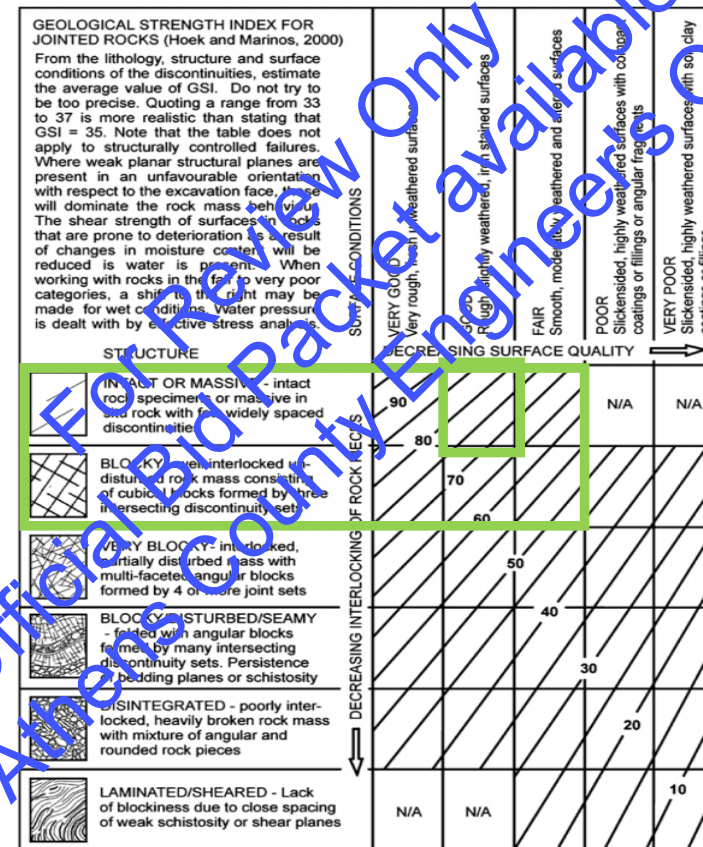 GEOLOGICAL STRENGTH INDEX FOR
JOINTED ROCKS (Hoek and Marinos, 2000)
From the lithology, structure and surface
conditions of the discontinuities, estimate
the average value of GSI. Do not try to
be too precise. Quoting a range from 33
to 37 is more realistic than stating that
GSI = 35. Note that the table does not
apply to structurally controlled failures.
Where weak planar structural planes are
present in an unfavourable orientation
with respect to the excavation face, these
will dominate the rock mass behaviour.
The shear strength of surfaces in rocks
that are prone to deterioration as a result
of changes in moisture content will be
reduced is water is present. When
working with rocks in the fair to very poor
categories, a shift to the right may be
made for wet conditions. Water pressure
is dealt with by effective stress analysis.
STRUCTURE
SURFACE CONDITIONS
VERY GOOD
Very rough, fresh unweathered surfaces
GOOD
Rough, slightly weathered, iron stained surfaces
FAIR
Smooth, moderately weathered and altered surfaces
POOR
Slickensided, highly weathered surfaces with compact
coatings or fillings or angular fragments
VERY POOR
Slickensided, highly weathered surfaces with soft clay
DECREASING SURFACE QUALITY
DECREASING INTERLOCKING OF ROCK PIECES
INTACT OR MASSIVE - intact
rock specimens or massive in
situ rock with few widely spaced
discontinuities
90
80
N/A
N/A
BLOCKY well interlocked un-
disturbed rock mass consisting
of cubical blocks formed by three
intersecting discontinuity sets
70
60
VERY BLOCKY- interlocked,
partially disturbed mass with
multi-faceted angular blocks
formed by 4 or more joint sets
50
BLOCKY/DISTURBED/SEAMY
- folded with angular blocks
formed by many intersecting
discontinuity sets. Persistence
of bedding planes or schistosity
40
30
DISINTEGRATED - poorly inter-
locked, heavily broken rock mass
with mixture of angular and
rounded rock pieces
20
LAMINATED/SHEARED - Lack
of blockiness due to close spacing
of weak schistosity or shear planes
N/A
N/A
10
For Review Only
Official Bid Packet available
Athens County Engineer's